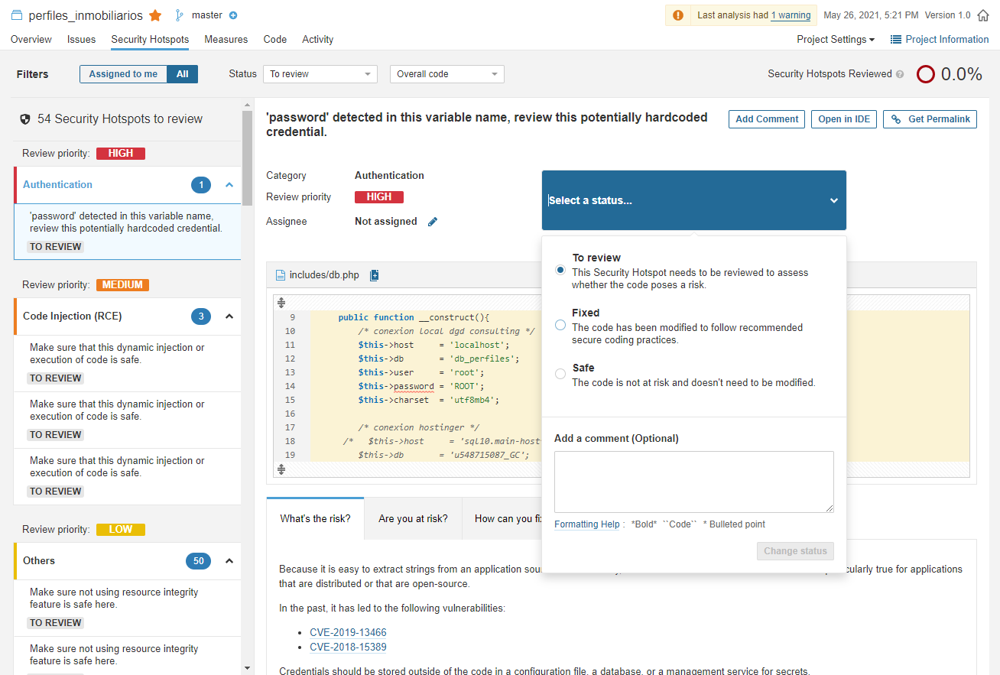 perfiles_inmobiliarios master
Last analysis had 1 warning May 26, 2021, 5:21 PM Version 1.0
Overview Issues Security Hotspots Measures Code Activity
Project Settings Project Information
Filters Assigned to me All Status To review Overall code
Security Hotspots Reviewed ? 0.0%
54 Security Hotspots to review
Review priority: HIGH
Authentication 1
'password' detected in this variable name,
review this potentially hardcoded credential.
TO REVIEW
Review priority: MEDIUM
Code Injection (RCE) 3
Make sure that this dynamic injection or
execution of code is safe.
TO REVIEW
Make sure that this dynamic injection or
execution of code is safe.
TO REVIEW
Make sure that this dynamic injection or
execution of code is safe.
TO REVIEW
Review priority: LOW
Others 50
Make sure not using resource integrity
feature is safe here.
TO REVIEW
Make sure not using resource integrity
feature is safe here.
'password' detected in this variable name, review this potentially hardcoded
credential.
Add Comment Open in IDE Get Permalink
Category Authentication
Review priority HIGH
Assignee Not assigned
Select a status...
To review
This Security Hotspot needs to be reviewed to assess
whether the code poses a risk.
Fixed
The code has been modified to follow recommended
secure coding practices.
Safe
The code is not at risk and doesn't need to be modified.
Add a comment (Optional)
Formatting Help : *Bold* ``Code`` * Bulleted point
Change status
includes/db.php
9 public function __construct(){
10 /* conexion local dgd consulting */
11 $this->host = 'localhost';
12 $this->db = 'db_perfiles';
13 $this->user = 'root';
14 $this->password = 'ROOT';
15 $this->charset = 'utf8mb4';
16
17 /* conexion hostinger */
18 /* $this->host = 'sql10.main-host
19 $this->db = 'u548715087_GC';
What's the risk? Are you at risk? How can you fi
Because it is easy to extract strings from an application sou cularly true for applications
that are distributed or that are open-source.
In the past, it has led to the following vulnerabilities:
• CVE-2019-13466
• CVE-2018-15389
Credentials should be stored outside of the code in a configuration file, a database, or a management service for secrets.